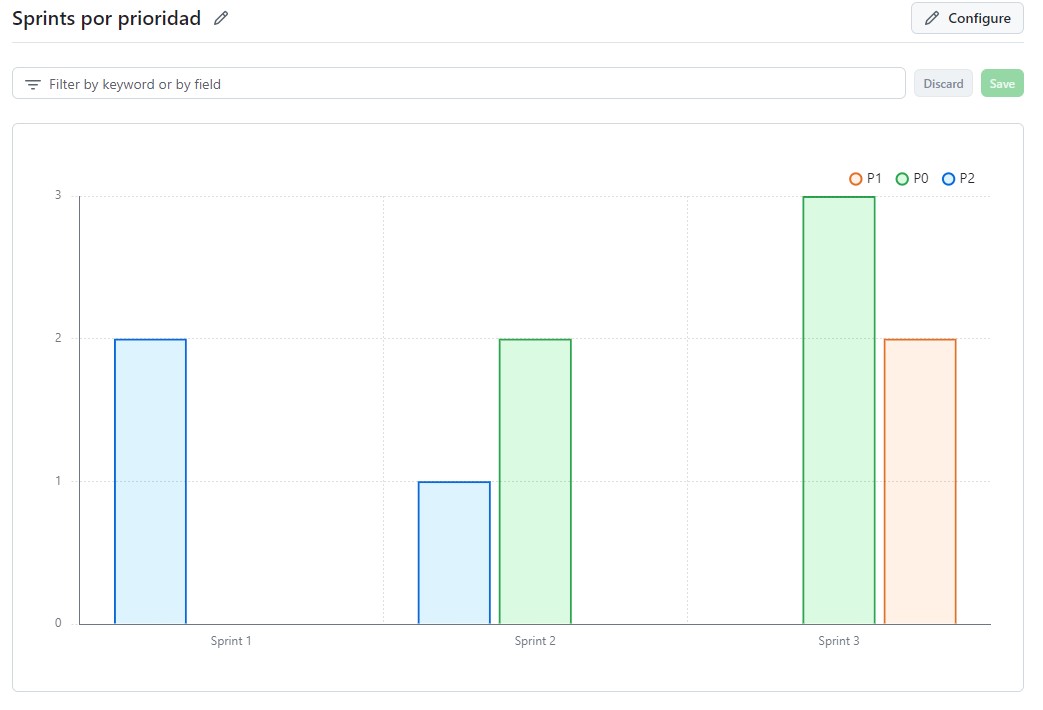 Sprints por prioridad
Configure
Filter by keyword or by field
Discard
Save
P1 P0 P2
3
2
1
0
Sprint 1 Sprint 2 Sprint 3